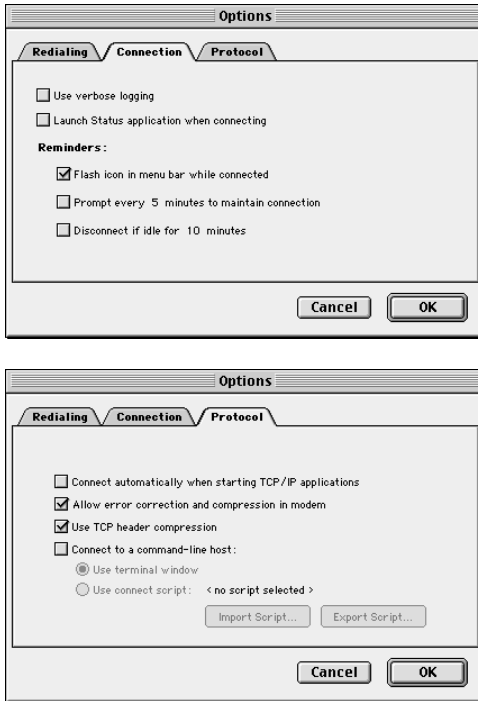 Options
Redialing Connection Protocol
Use verbose logging
Launch Status application when connecting
Reminders:
Flash icon in menu bar while connected
Prompt every 5 minutes to maintain connection
Disconnect if idle for 10 minutes
Cancel OK
Options
Redialing Connection Protocol
Connect automatically when starting TCP/IP applications
Allow error correction and compression in modem
Use TCP header compression
Connect to a command-line host:
Use terminal window
Use connect script: < no script selected >
Import Script... Export Script...
Cancel OK